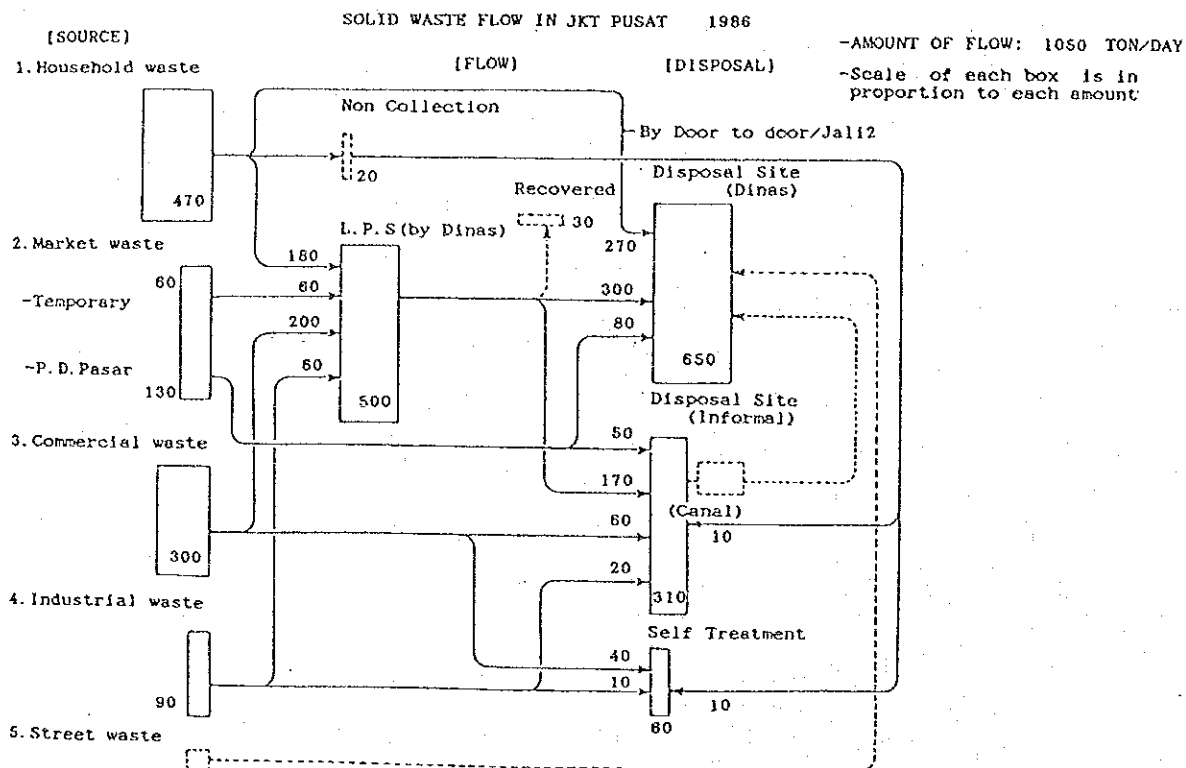 SOLID WASTE FLOW IN JKT PUSAT 1986
[SOURCE]
-AMOUNT OF FLOW: 1050 TON/DAY
1.Household waste
[FLOW]
[DISPOSAL]
-Scale of each box is in
proportion to each amount
Non Collection
By Door to door/Jali2
20
Disposal Site
(Dinas)
470
Recovered
30
L.P.S(by Dinas)
270
2.Market waste
180
60
60
300
-Temporary
200
80
60
650
-P.D.Pasar
130
500
Disposal Site
(Informal)
3.Commercial waste
50
170
(Canal)
60
10
300
20
310
4.Industrial waste
Self Treatment
40
10
90
10
60
5.Street waste